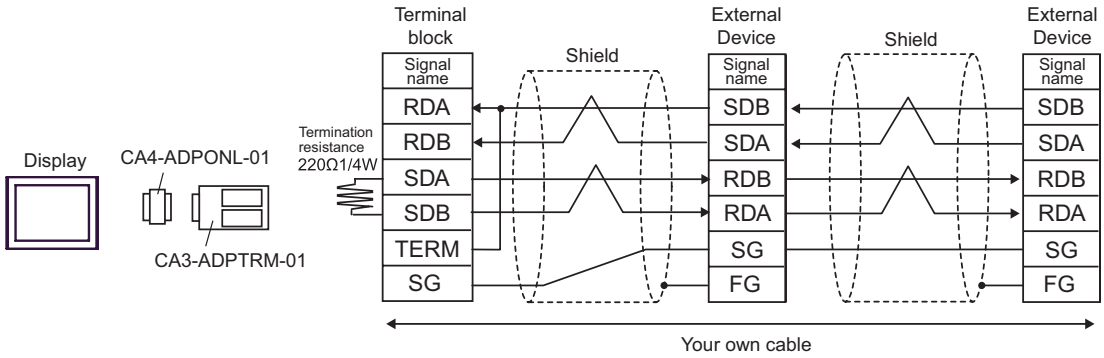 Display
CA4-ADPONL-01
CA3-ADPTRM-01
Termination
resistance
220Ω1/4W
Terminal
block
Signal
name
RDA
RDB
SDA
SDB
TERM
SG
Shield
External
Device
Signal
name
SDB
SDA
RDB
RDA
SG
FG
Shield
External
Device
Signal
name
SDB
SDA
RDB
RDA
SG
FG
Your own cable